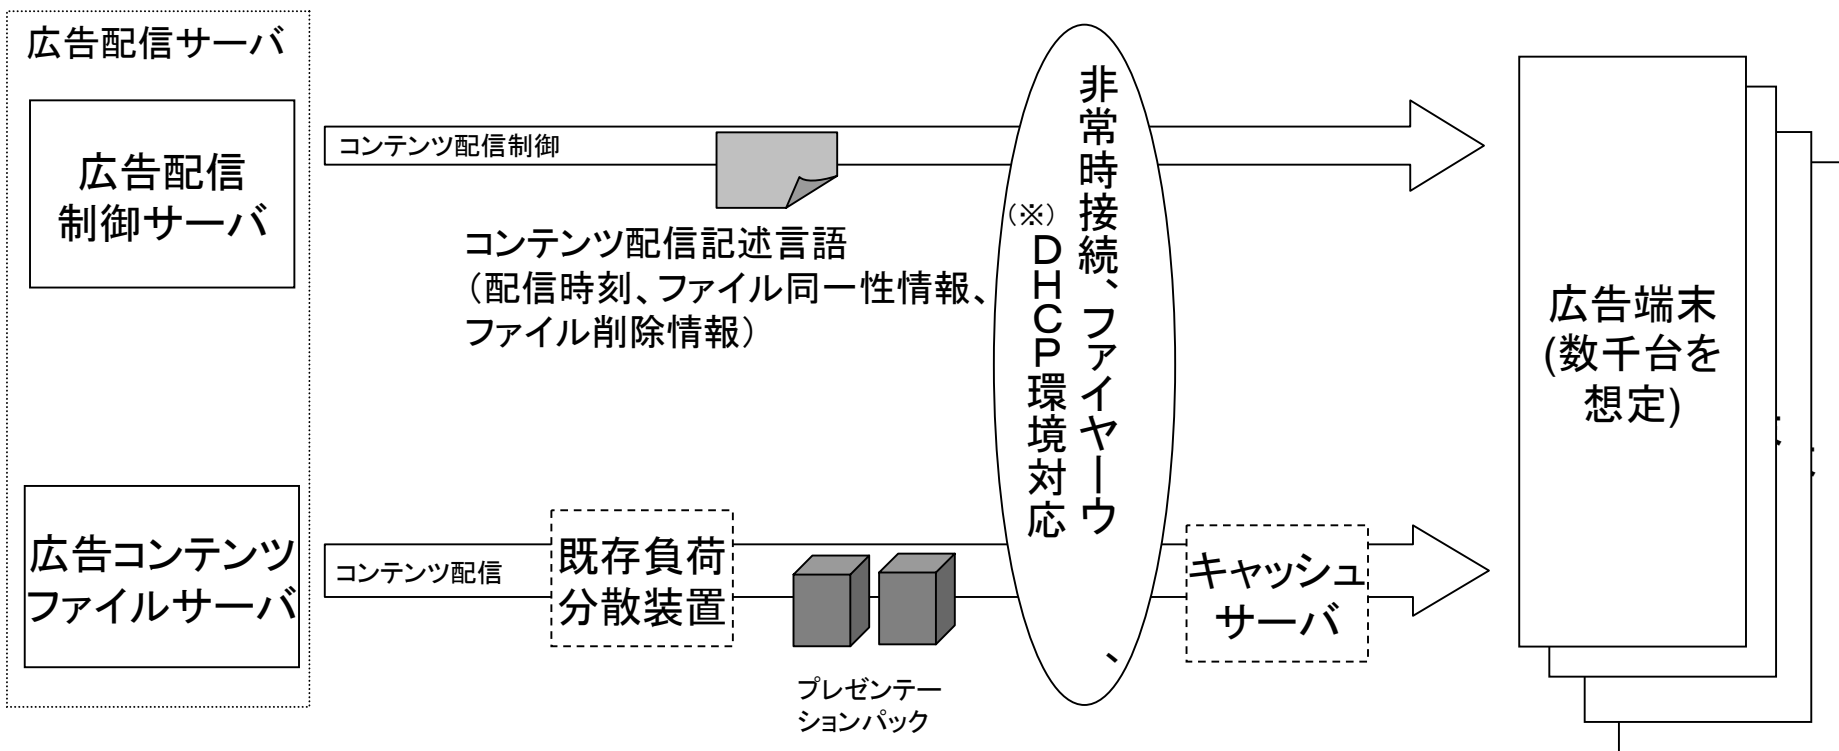 広告配信サーバ
広告配信
制御サーバ
コンテンツ配信制御
コンテンツ配信記述言語
（配信時刻、ファイル同一性情報、
ファイル削除情報）
非常時接続、ファイヤーウ
、
（※）
ＤＨＣＰ環境対応
広告端末
(数千台を
想定)
広告コンテンツ
ファイルサーバ
コンテンツ配信
既存負荷
分散装置
プレゼンテー
ションパック
キャッシュ
サーバ